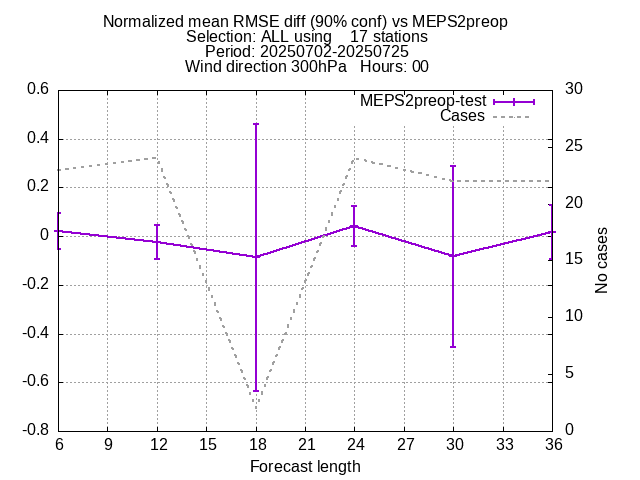 Normalized mean RMSE diff (90% conf) vs MEPS2preop
Selection: ALL using    17 stations
Period: 20250702-20250725
Wind direction 300hPa   Hours: 00
MEPS2preop-test
Cases
0.6
0.4
0.2
0
-0.2
-0.4
-0.6
-0.8
30
25
20
15
10
5
0
No cases
6 9 12 15 18 21 24 27 30 33 36
Forecast length